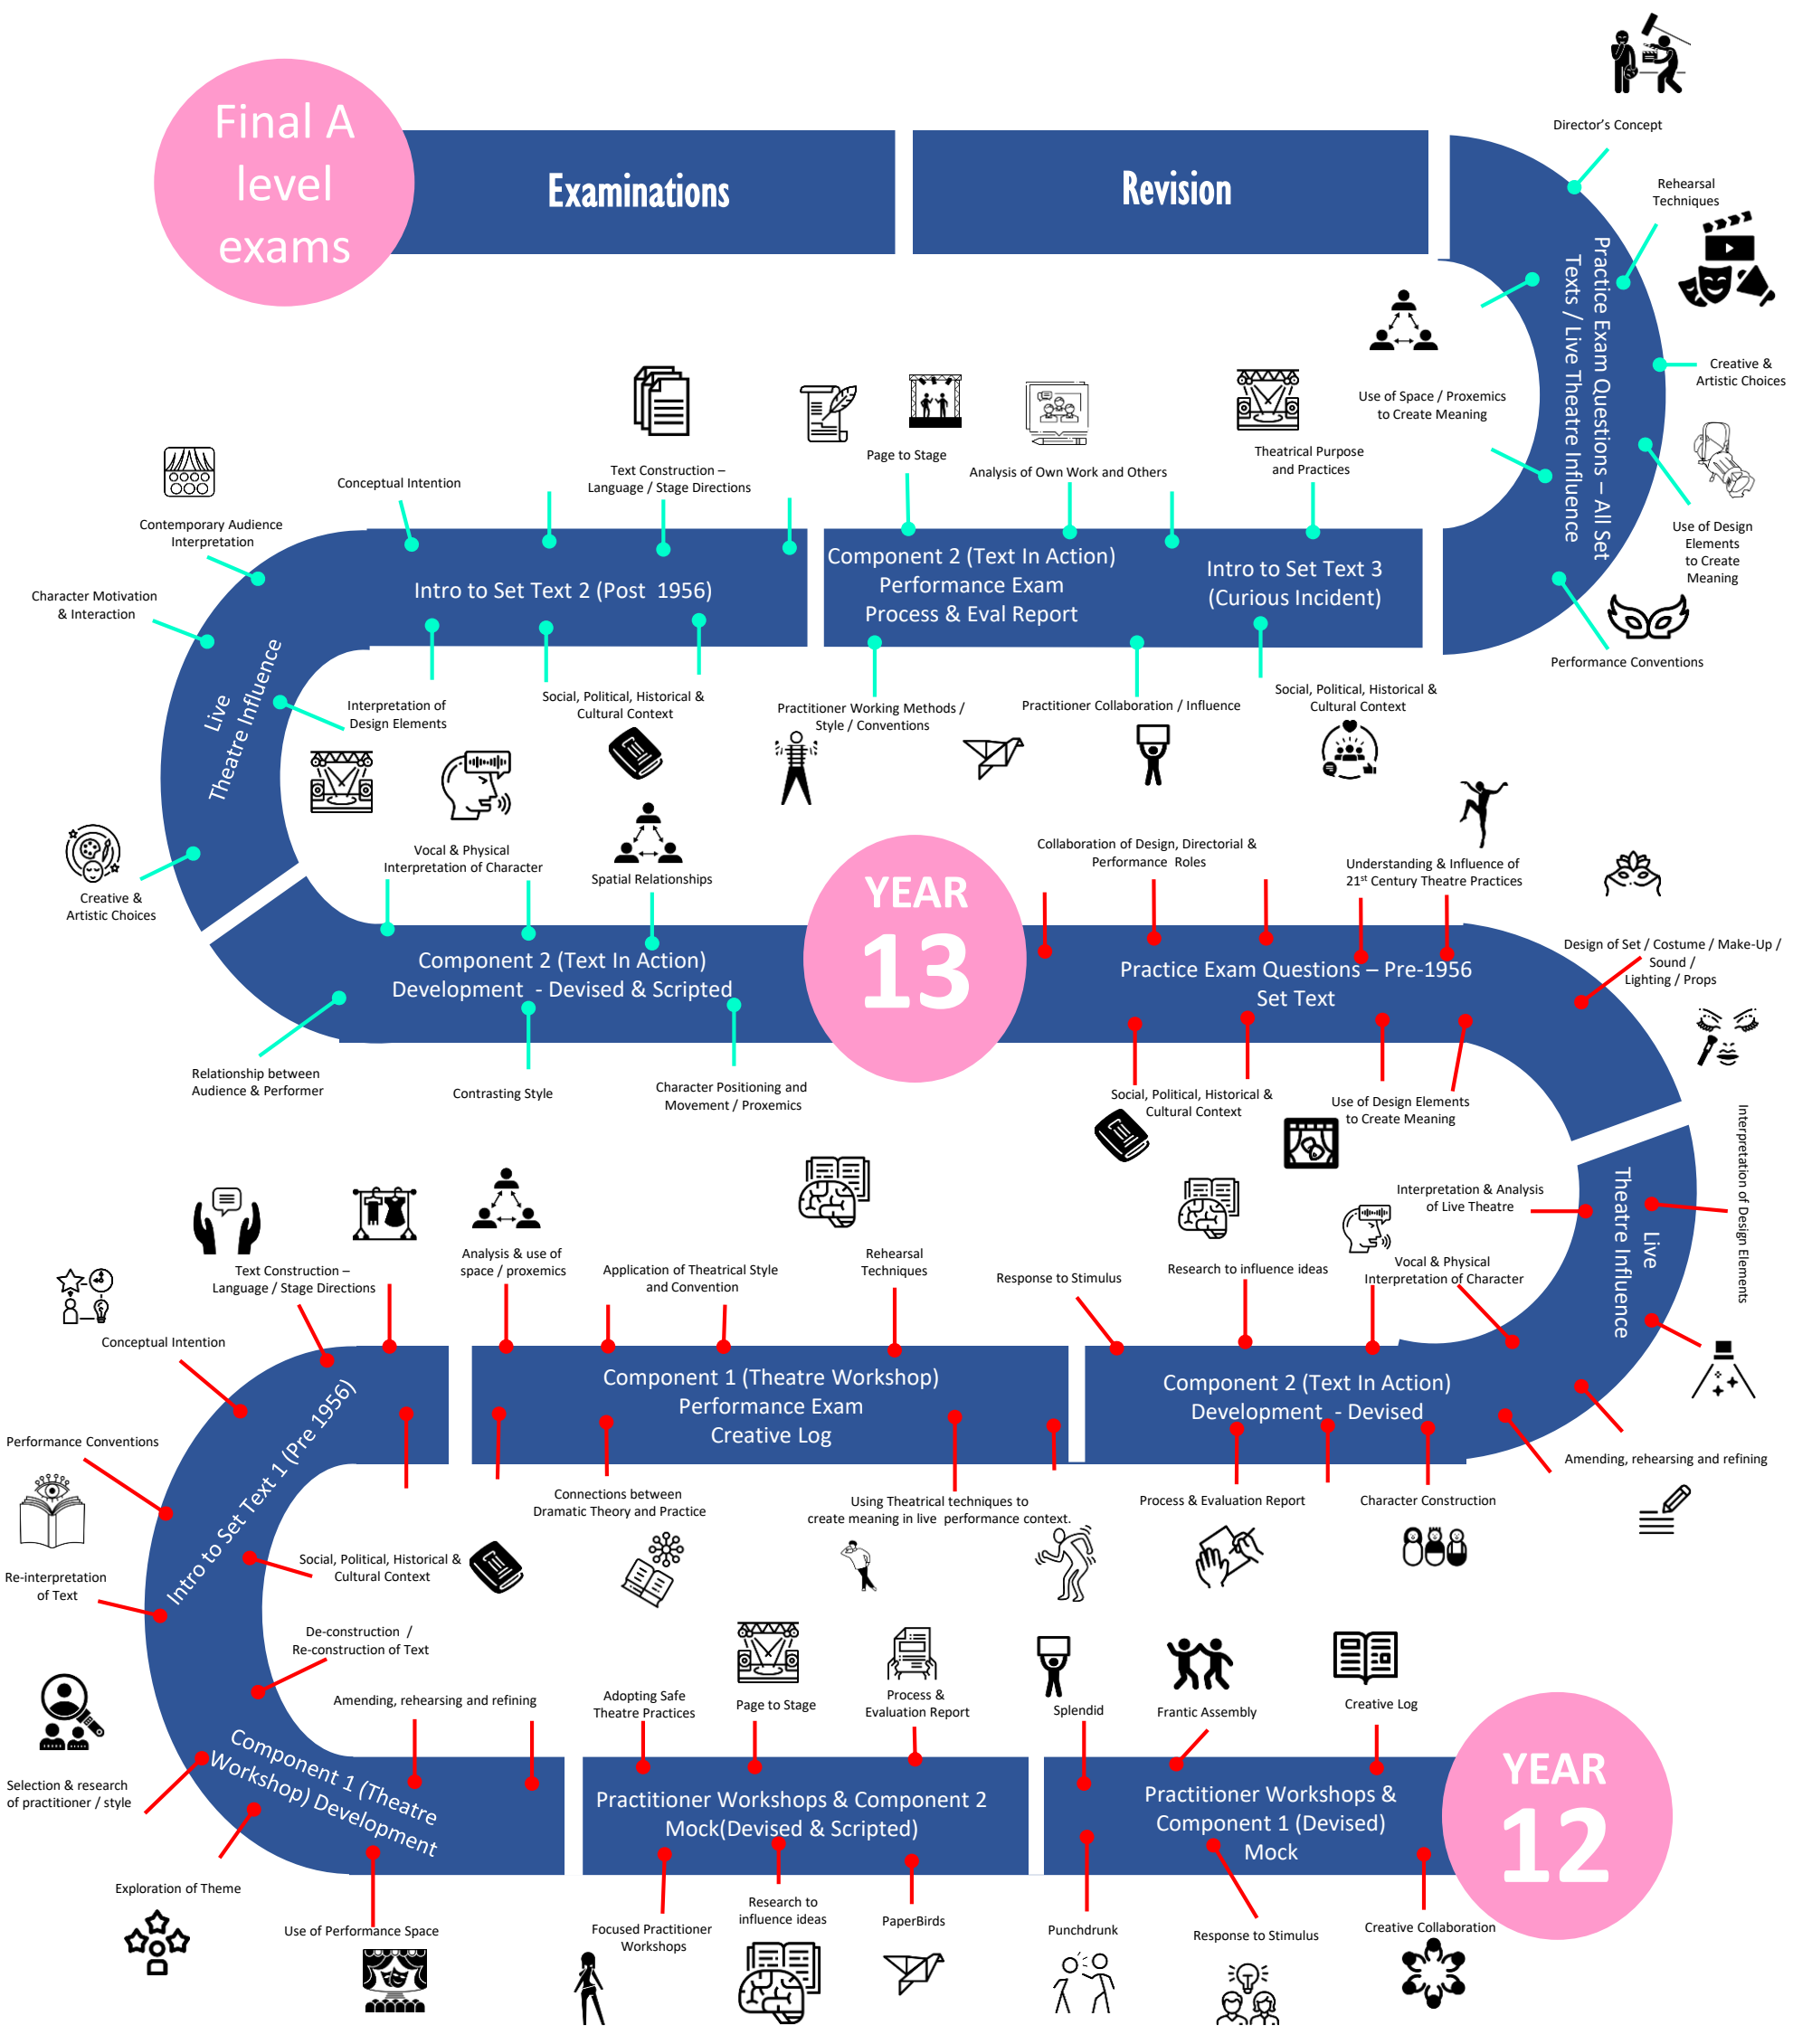 Director's Concept
Final A
level
exams
Examinations
Revision
Rehearsal
Techniques
Practice Exam Questions – All Set
Texts / Live Theatre Influence
Creative &
Artistic Choices
Use of Space / Proxemics
to Create Meaning
Use of Design
Elements
to Create
Meaning
Performance Conventions
Theatrical Purpose
and Practices
Analysis of Own Work and Others
Page to Stage
Text Construction –
Language / Stage Directions
Conceptual Intention
Contemporary Audience
Interpretation
Character Motivation
& Interaction
Intro to Set Text 2 (Post  1956)
Component 2 (Text In Action)
Performance Exam
Process & Eval Report
Intro to Set Text 3
(Curious Incident)
Live
Theatre Influence
Interpretation of
Design Elements
Social, Political, Historical &
Cultural Context
Practitioner Working Methods /
Style / Conventions
Practitioner Collaboration / Influence
Social, Political, Historical &
Cultural Context
Creative &
Artistic Choices
Vocal & Physical
Interpretation of Character
Spatial Relationships
YEAR
13
Collaboration of Design, Directorial &
Performance  Roles
Understanding & Influence of
21st Century Theatre Practices
Component 2 (Text In Action)
Development  - Devised & Scripted
Practice Exam Questions – Pre-1956
Set Text
Design of Set / Costume / Make-Up /
Sound /
Lighting / Props
Relationship between
Audience & Performer
Contrasting Style
Character Positioning and
Movement / Proxemics
Social, Political, Historical &
Cultural Context
Use of Design Elements
to Create Meaning
Interpretation of Design Elements
Live
Theatre Influence
Interpretation & Analysis
of Live Theatre
Vocal & Physical
Interpretation of Character
Research to influence ideas
Response to Stimulus
Rehearsal
Techniques
Application of Theatrical Style
and Convention
Analysis & use of
space / proxemics
Text Construction –
Language / Stage Directions
Conceptual Intention
Component 1 (Theatre Workshop)
Performance Exam
Creative Log
Component 2 (Text In Action)
Development  - Devised
Intro to Set Text 1 (Pre 1956)
Performance Conventions
Re-interpretation
of Text
Social, Political, Historical &
Cultural Context
Connections between
Dramatic Theory and Practice
Using Theatrical techniques to
create meaning in live  performance context.
Process & Evaluation Report
Character Construction
Amending, rehearsing and refining
De-construction  /
Re-construction of Text
Amending, rehearsing and refining
Adopting Safe
Theatre Practices
Page to Stage
Process &
Evaluation Report
Splendid
Frantic Assembly
Creative Log
Selection & research
of practitioner / style
Component 1 (Theatre
Workshop) Development
Practitioner Workshops & Component 2
Mock(Devised & Scripted)
Practitioner Workshops &
Component 1 (Devised)
Mock
YEAR
12
Exploration of Theme
Use of Performance Space
Focused Practitioner
Workshops
Research to
influence ideas
PaperBirds
Punchdrunk
Response to Stimulus
Creative Collaboration